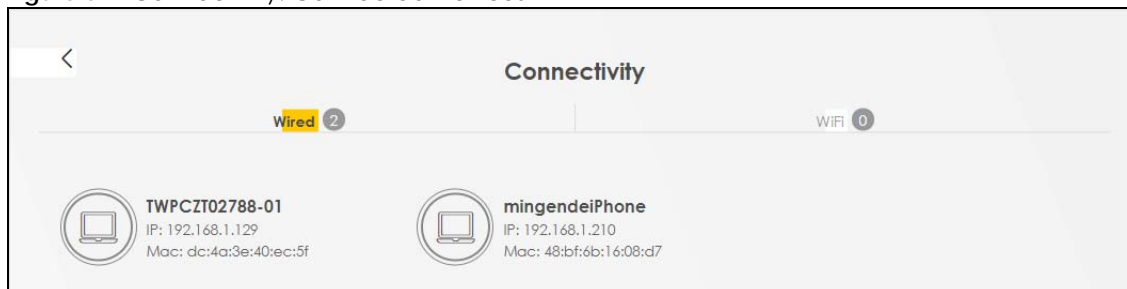 Connectivity
Wired 2
WiFi 0
TWPCZT02788-01
IP: 192.168.1.129
Mac: dc:4a:3e:40:ec:5f
mingendeiPhone
IP: 192.168.1.210
Mac: 48:bf:6b:16:08:d7